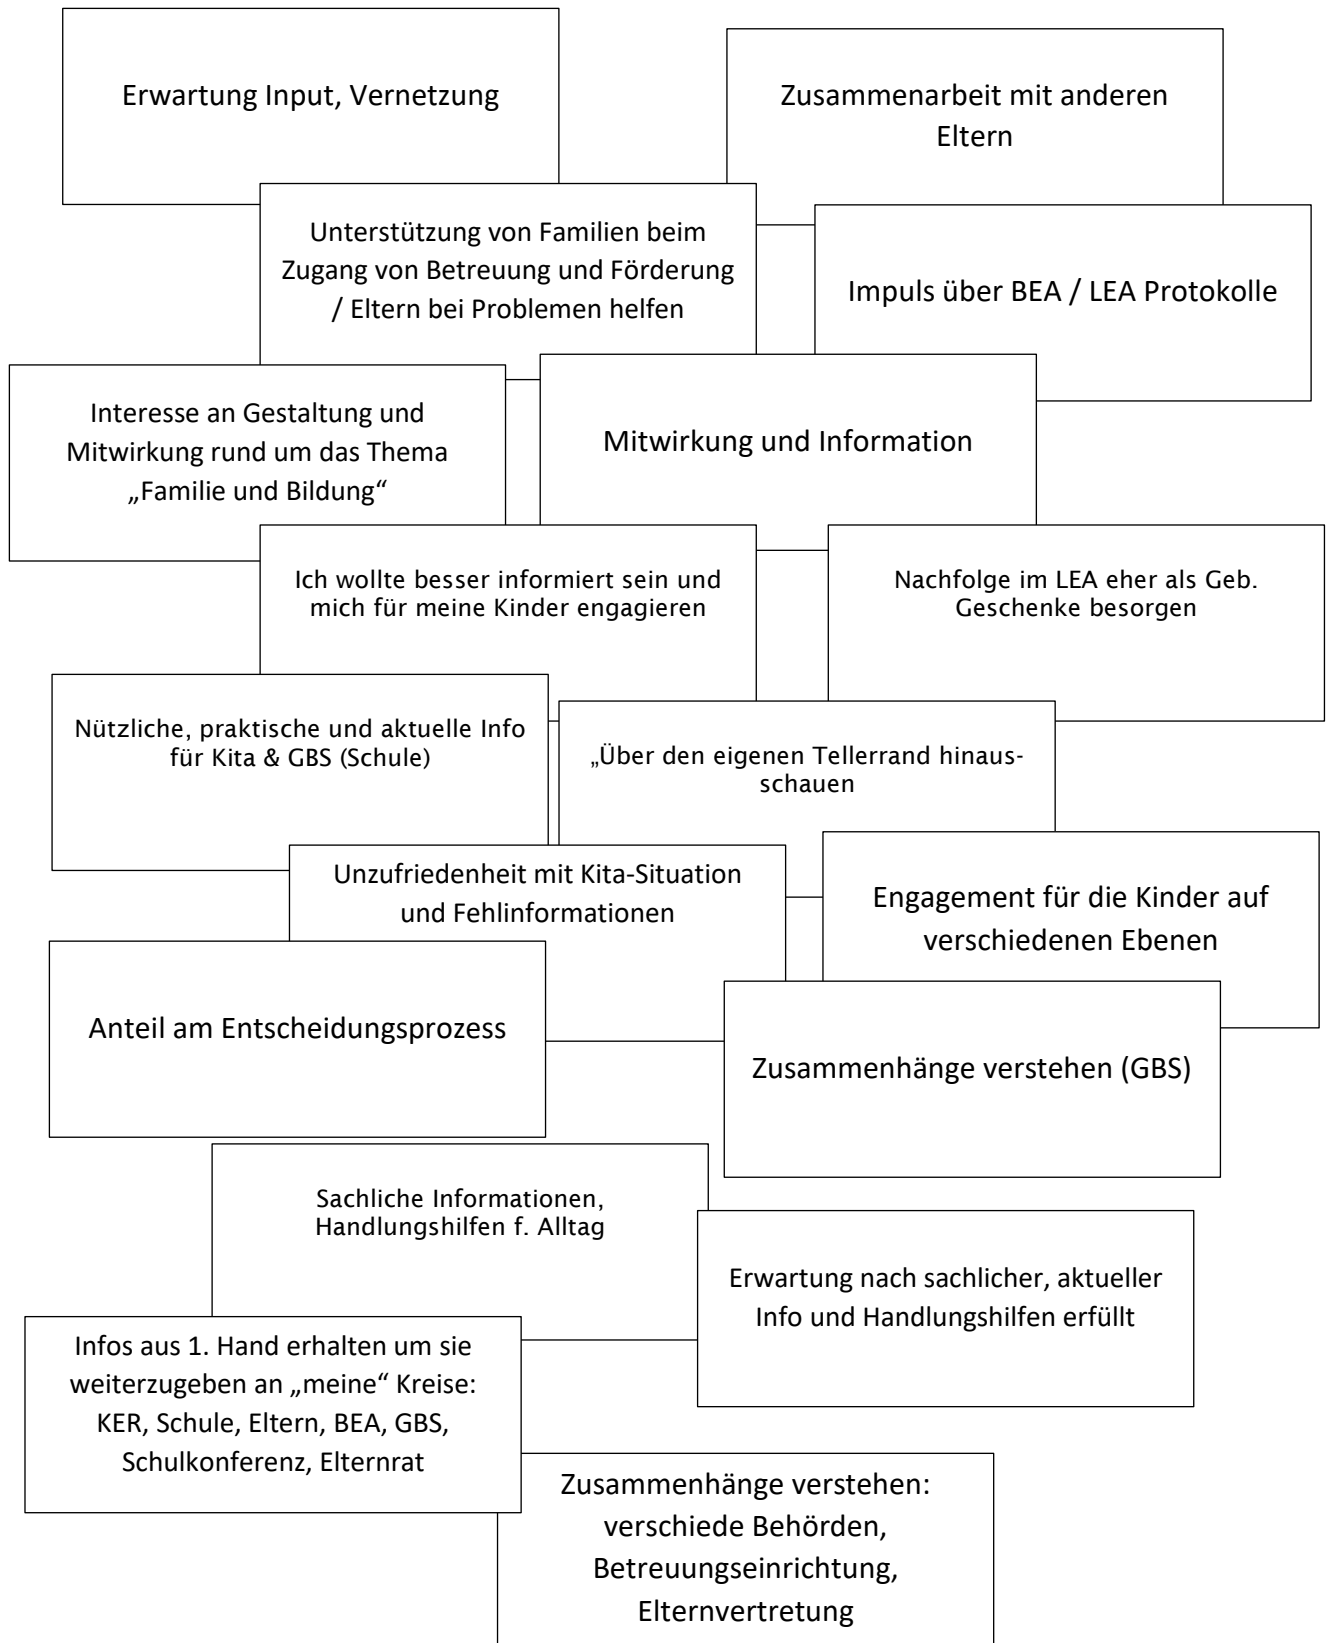 Erwartung Input, Vernetzung
Zusammenarbeit mit anderen
Eltern
Unterstützung von Familien beim
Zugang von Betreuung und Förderung
/ Eltern bei Problemen helfen
Impuls über BEA / LEA Protokolle
Interesse an Gestaltung und
Mitwirkung rund um das Thema
„Familie und Bildung“
Mitwirkung und Information
Ich wollte besser informiert sein und
mich für meine Kinder engagieren
Nachfolge im LEA eher als Geb.
Geschenke besorgen
Nützliche, praktische und aktuelle Info
für Kita & GBS (Schule)
„Über den eigenen Tellerrand hinaus-
schauen
Unzufriedenheit mit Kita-Situation
und Fehlinformationen
Engagement für die Kinder auf
verschiedenen Ebenen
Anteil am Entscheidungsprozess
Zusammenhänge verstehen (GBS)
Sachliche Informationen,
Handlungshilfen f. Alltag
Erwartung nach sachlicher, aktueller
Info und Handlungshilfen erfüllt
Infos aus 1. Hand erhalten um sie
weiterzugeben an „meine“ Kreise:
KER, Schule, Eltern, BEA, GBS,
Schulkonferenz, Elternrat
Zusammenhänge verstehen:
verschiede Behörden,
Betreuungseinrichtung,
Elternvertretung